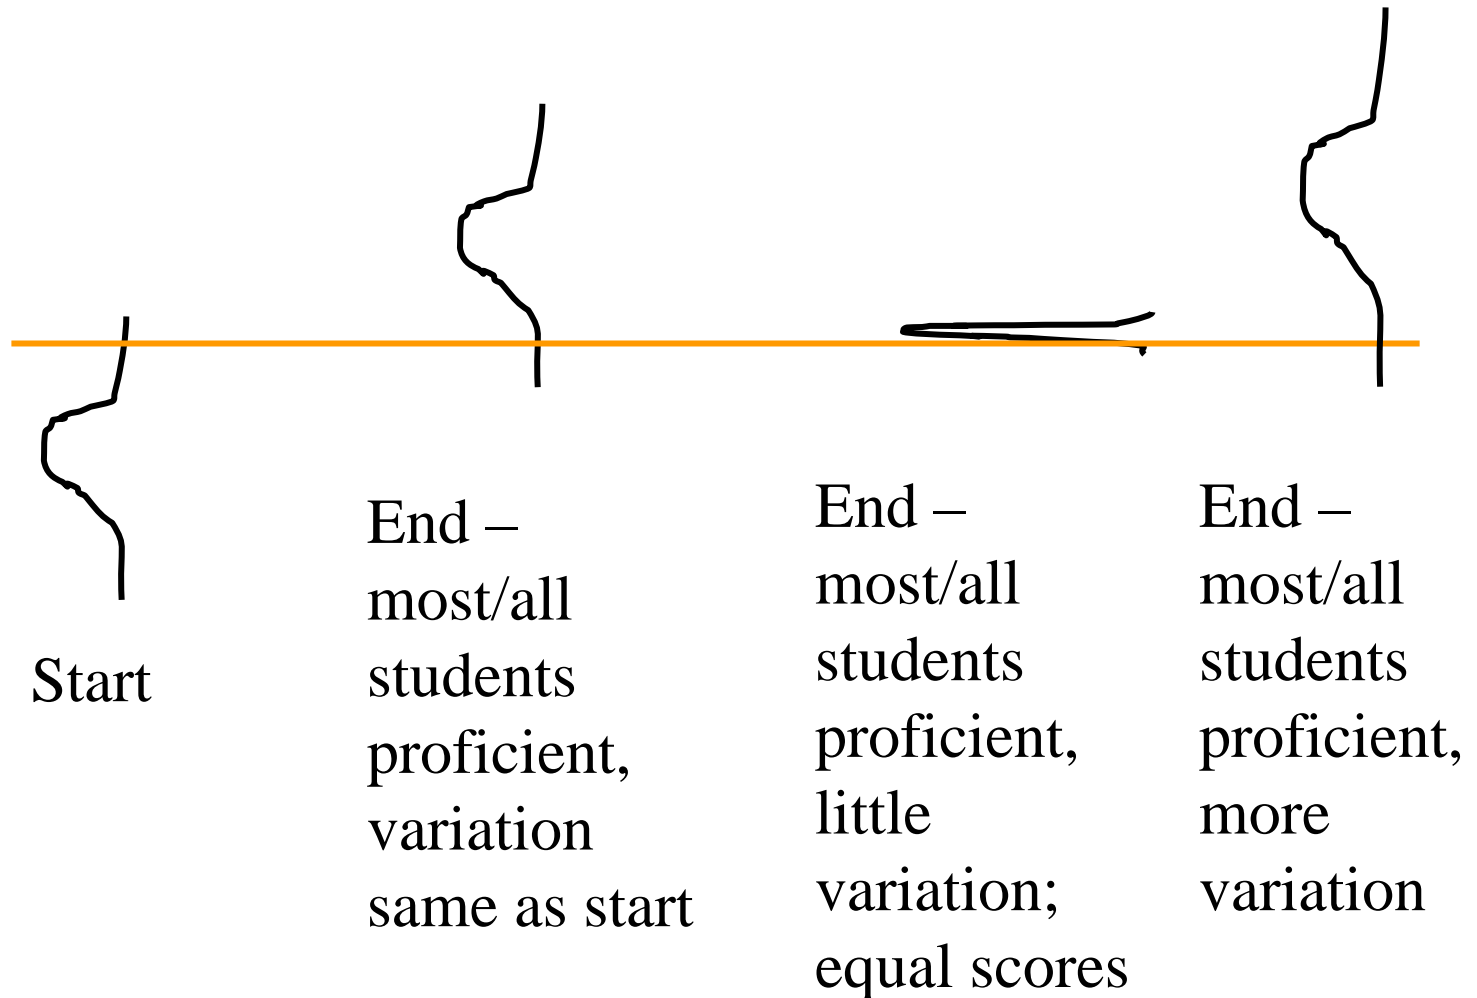 Start
End –
most/all
students
proficient,
variation
same as start
End –
most/all
students
proficient,
little
variation;
equal scores
End –
most/all
students
proficient,
more
variation